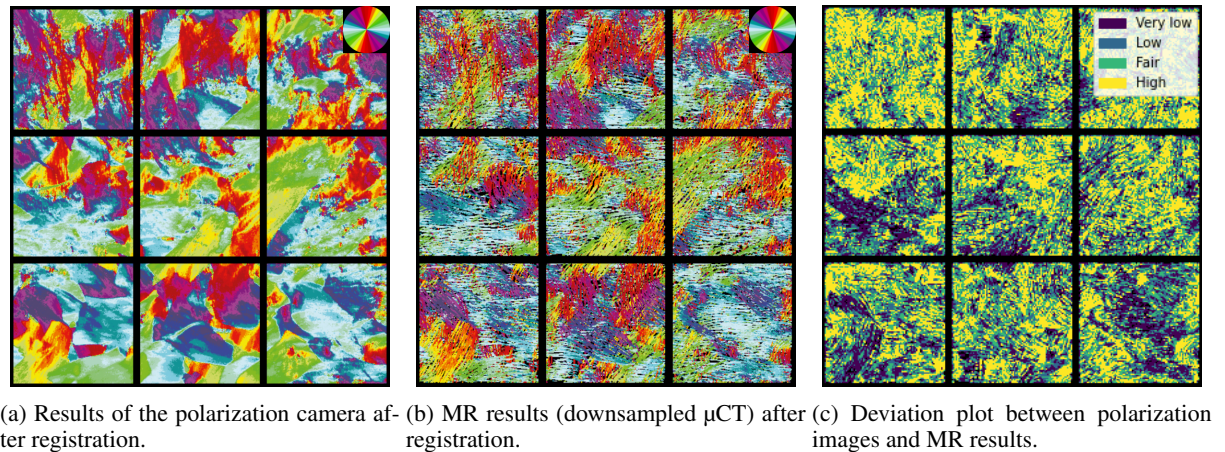 Very low
Low
Fair
High
(a) Results of the polarization camera af-
ter registration.
(b) MR results (downsampled µCT) after
registration.
(c) Deviation plot between polarization
images and MR results.